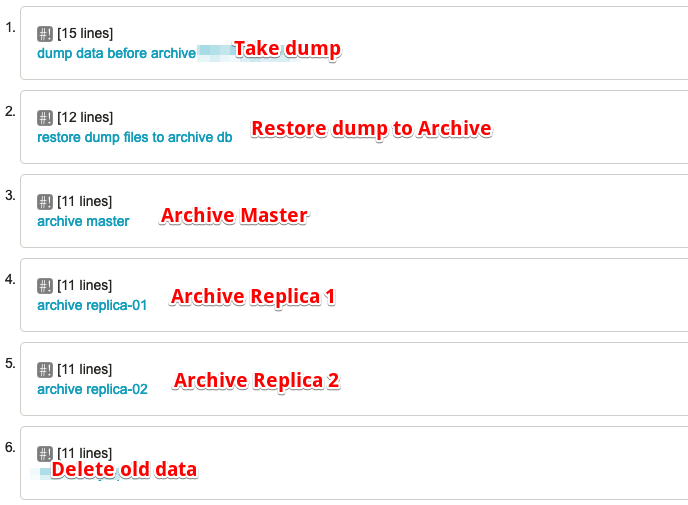 1.
#! [15 lines]
dump data before archive Take dump
2.
#! [12 lines]
restore dump files to archive db Restore dump to Archive
3.
#! [11 lines]
archive master Archive Master
4.
#! [11 lines]
archive replica-01 Archive Replica 1
5.
#! [11 lines]
archive replica-02 Archive Replica 2
6.
#! [11 lines]
Delete old data